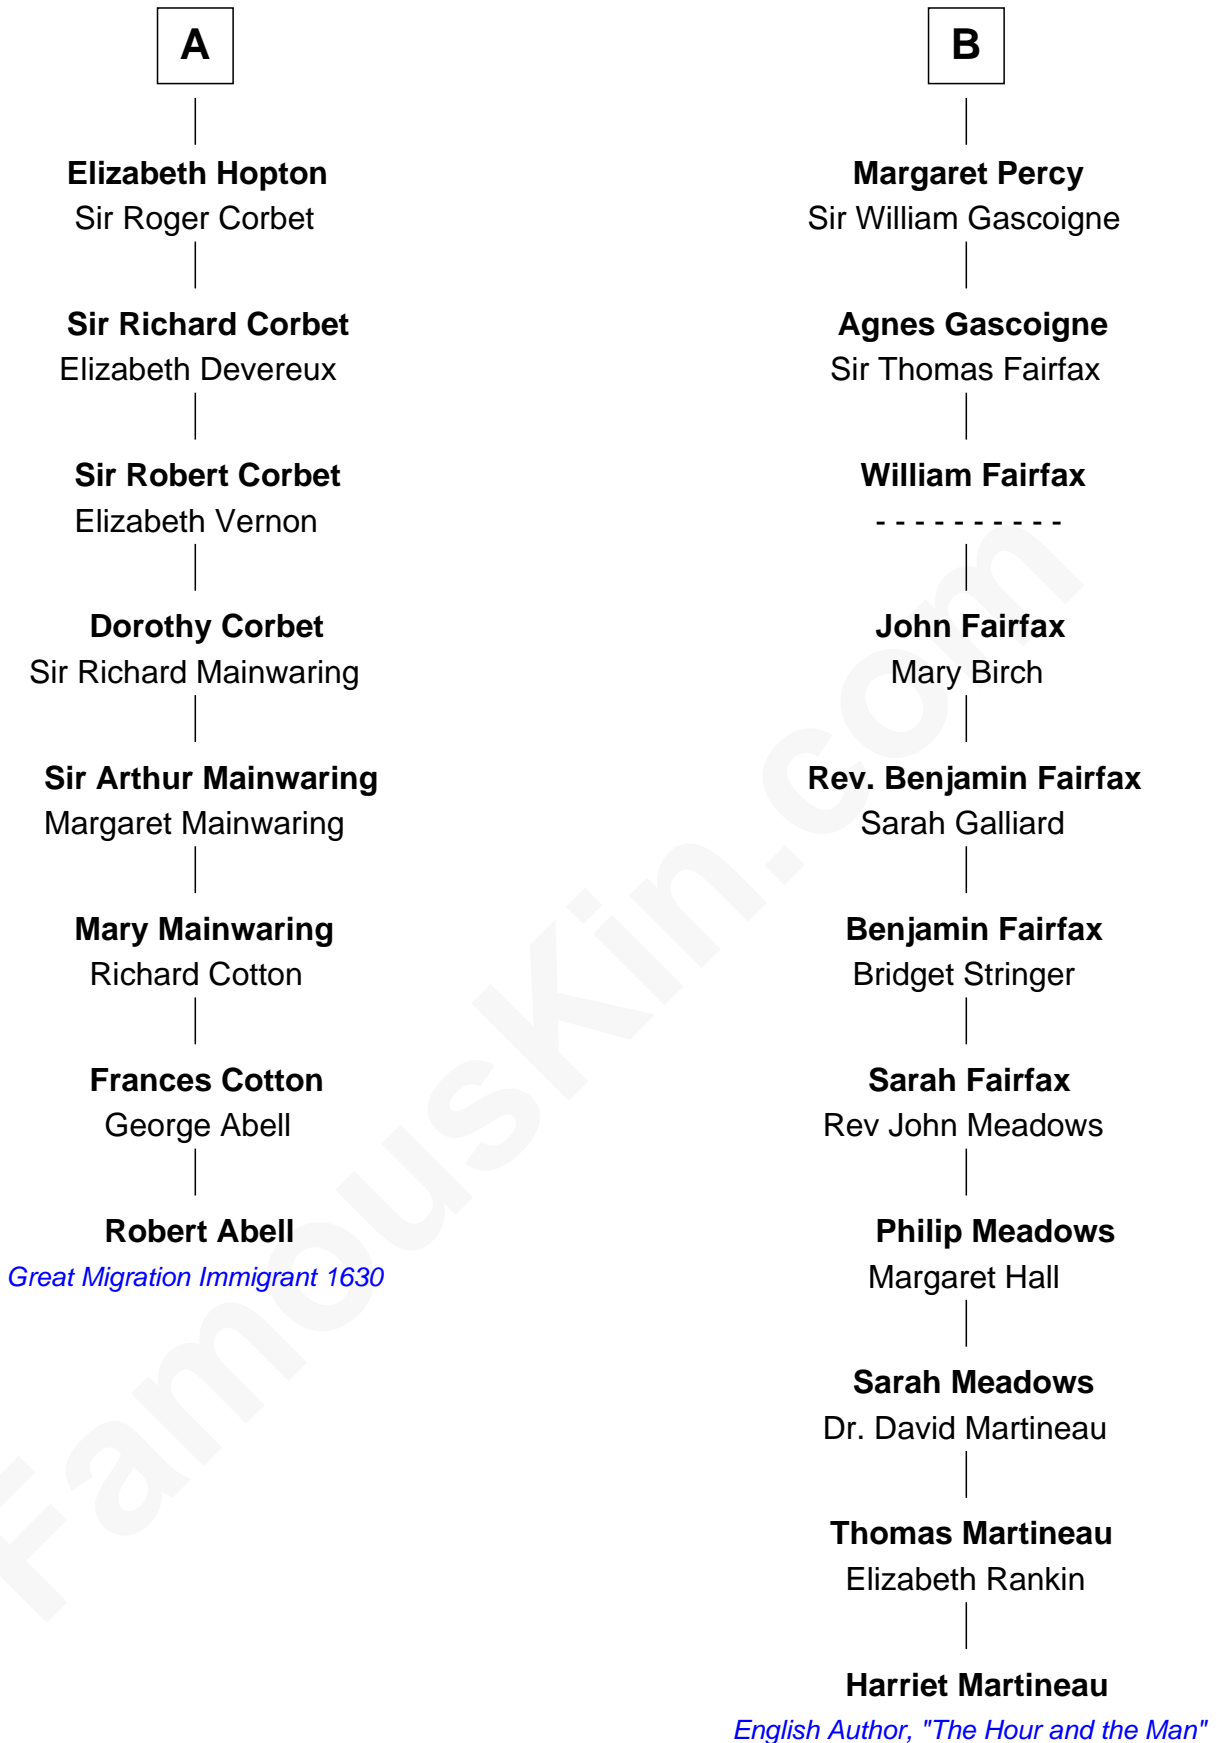 A
Elizabeth Hopton
Sir Roger Corbet
Sir Richard Corbet
Elizabeth Devereux
Sir Robert Corbet
Elizabeth Vernon
Dorothy Corbet
Sir Richard Mainwaring
Sir Arthur Mainwaring
Margaret Mainwaring
Mary Mainwaring
Richard Cotton
Frances Cotton
George Abell
Robert Abell
Great Migration Immigrant 1630
B
Margaret Percy
Sir William Gascoigne
Agnes Gascoigne
Sir Thomas Fairfax
William Fairfax
- - - - - - - - - -
John Fairfax
Mary Birch
Rev. Benjamin Fairfax
Sarah Galliard
Benjamin Fairfax
Bridget Stringer
Sarah Fairfax
Rev John Meadows
Philip Meadows
Margaret Hall
Sarah Meadows
Dr. David Martineau
Thomas Martineau
Elizabeth Rankin
Harriet Martineau
English Author, "The Hour and the Man"
FamousKin.com